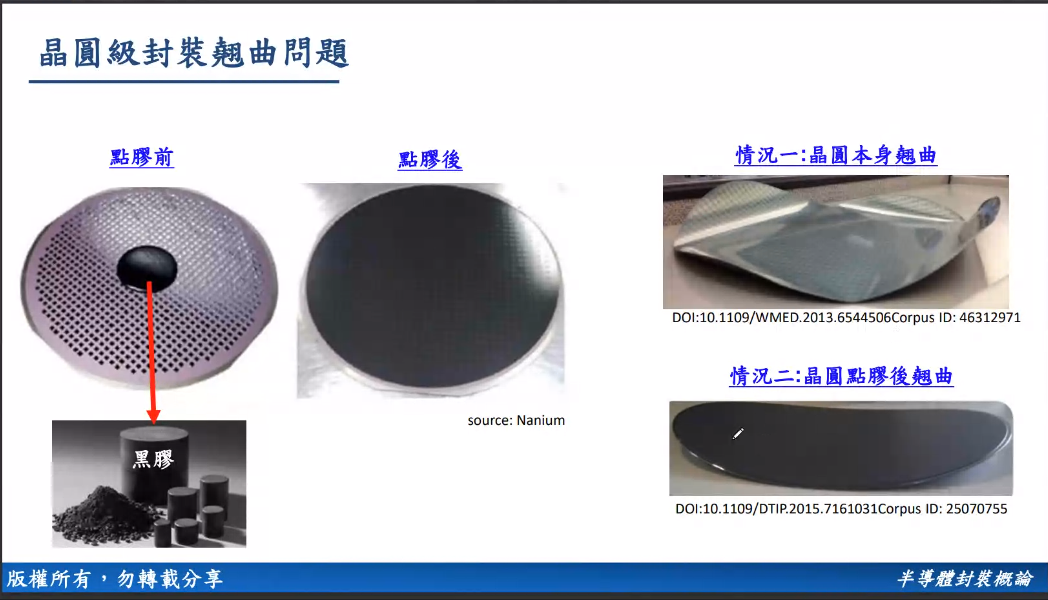 晶圓級封裝翹曲問題
點膠前
點膠後
黑膠
source: Nanium
情況一:晶圓本身翹曲
DOI:10.1109/WMED.2013.6544506Corpus ID: 46312971
情況二:晶圓點膠後翹曲
DOI:10.1109/DTIP.2015.7161031Corpus ID: 25070755
版權所有，勿轉載分享
半導體封裝概論